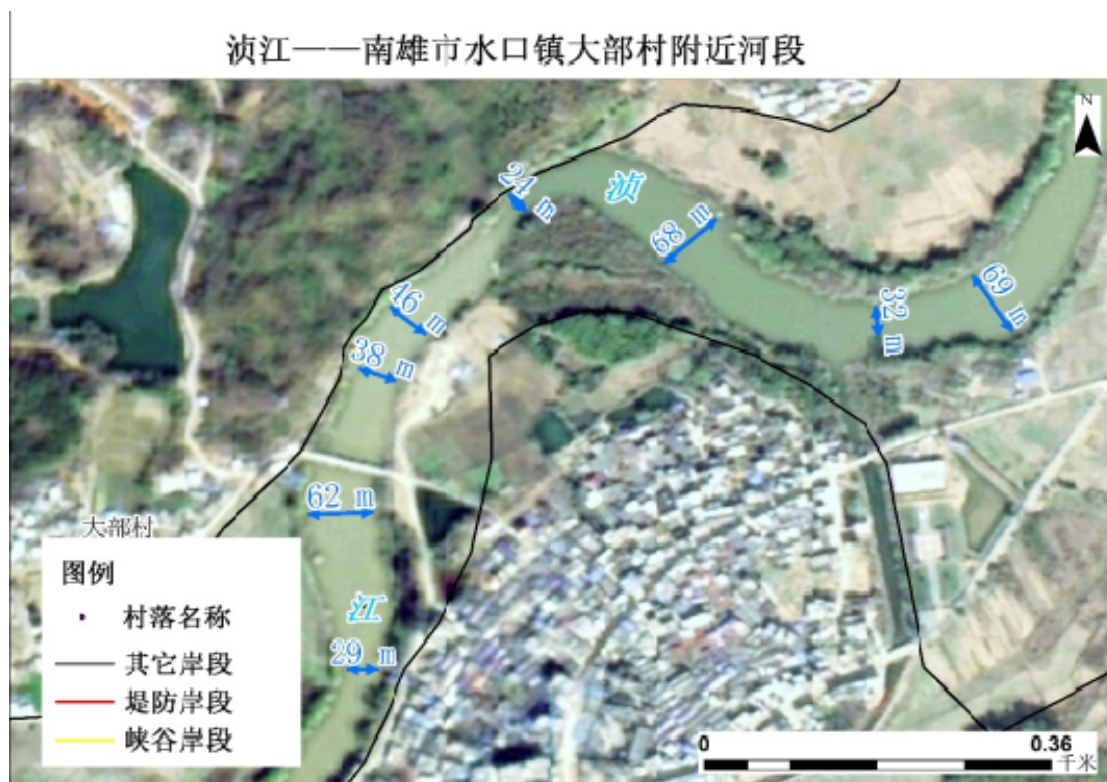 浈江——南雄市水口镇大部村附近河段
N
浈
24 m
68 m
69 m
32 m
46 m
38 m
62 m
大部村
江
29 m
图例
村落名称
其它岸段
堤防岸段
峡谷岸段
0 0.36
千米